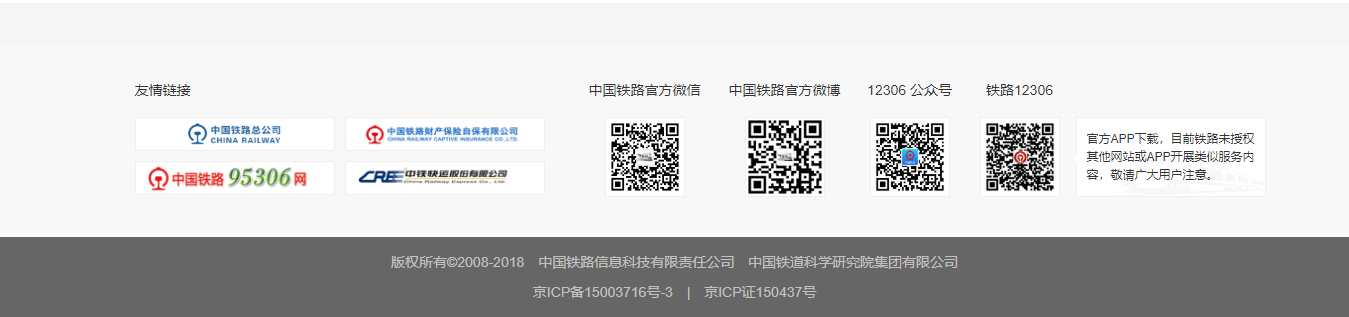 友情链接
中国铁路官方微信
中国铁路官方微博
12306 公众号
铁路12306
中国铁路总公司
CHINA RAILWAY
中国铁路财产保险自保有限公司
CHINA RAILWAY CAPTIVE INSURANCE CO.,LTD.
中国铁路 95306 网
CRE 中铁快运股份有限公司
China Railway Express Co., Ltd.
官方APP下载，目前铁路未授权
其他网站或APP开展类似服务内
容，敬请广大用户注意。
版权所有©2008-2018 中国铁路信息科技有限责任公司 中国铁道科学研究院集团有限公司
京ICP备15003716号-3 | 京ICP证150437号